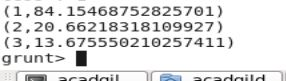 (1,84.15468752825701)
(2,20.66218318109927)
(3,13.675550210257411)
grunt>
acadgil
acadgild